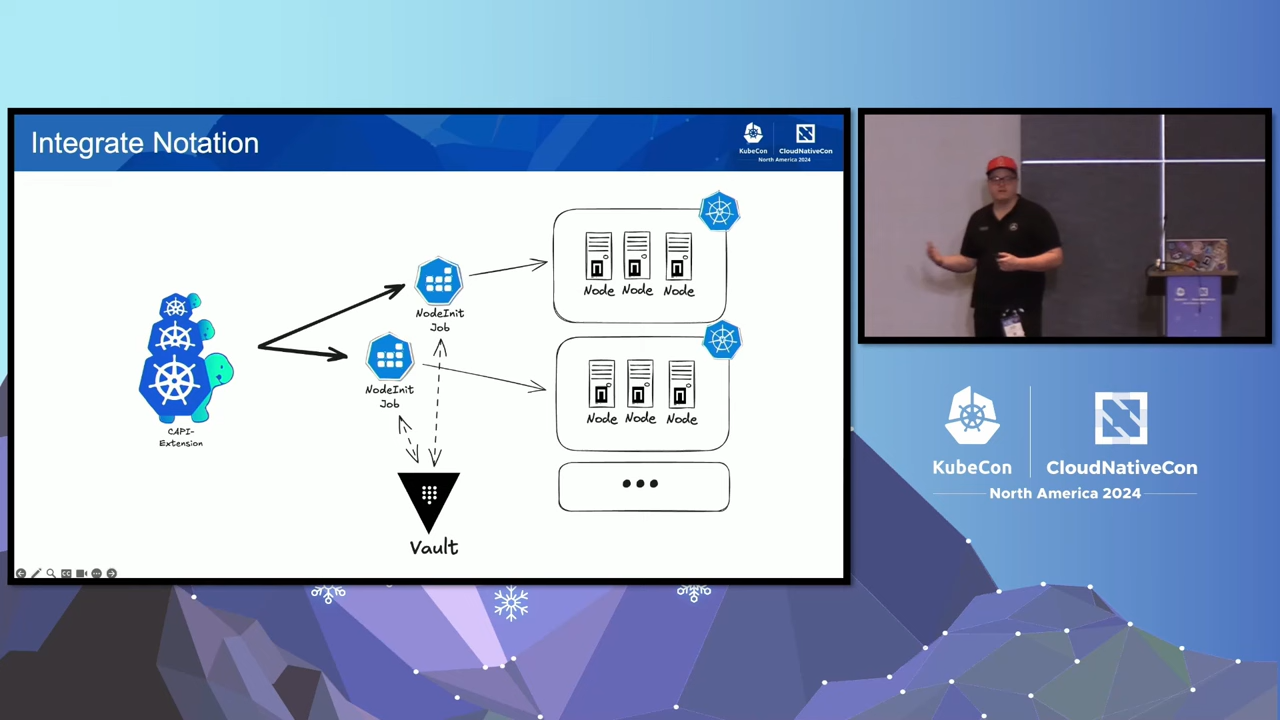 Integrate Notation
KubeCon
CloudNativeCon
North America 2024
CAPI-
Extension
NodeInit
Job
NodeInit
Job
Vault
Node
Node
Node
Node
Node
Node
KubeCon
CloudNativeCon
North America 2024